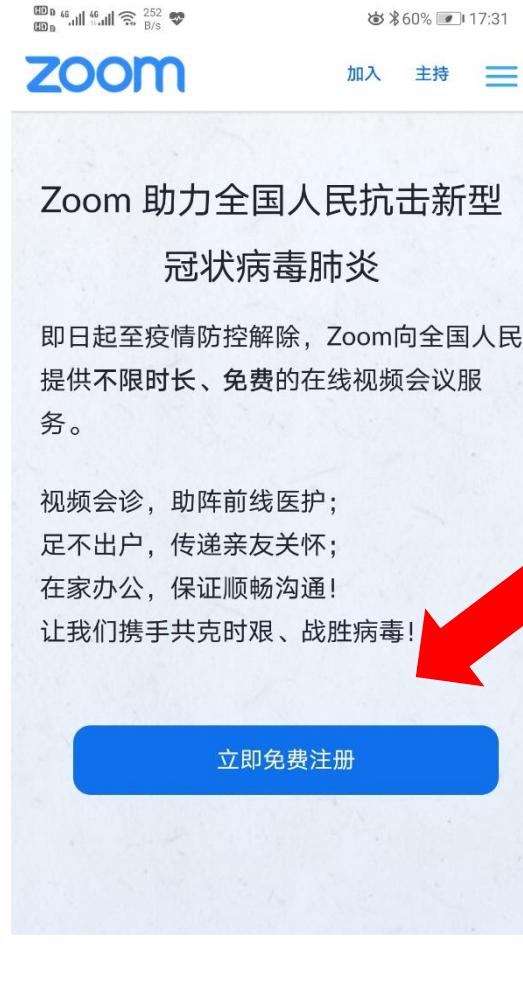 HD 4G 4G 252 B/s 60% 17:31
HD
zoom 加入 主持
Zoom 助力全国人民抗击新型
冠状病毒肺炎
即日起至疫情防控解除，Zoom向全国人民
提供不限时长、免费的在线视频会议服
务。
视频会诊，助阵前线医护；
足不出户，传递亲友关怀；
在家办公，保证顺畅沟通！
让我们携手共克时艰、战胜病毒！
立即免费注册